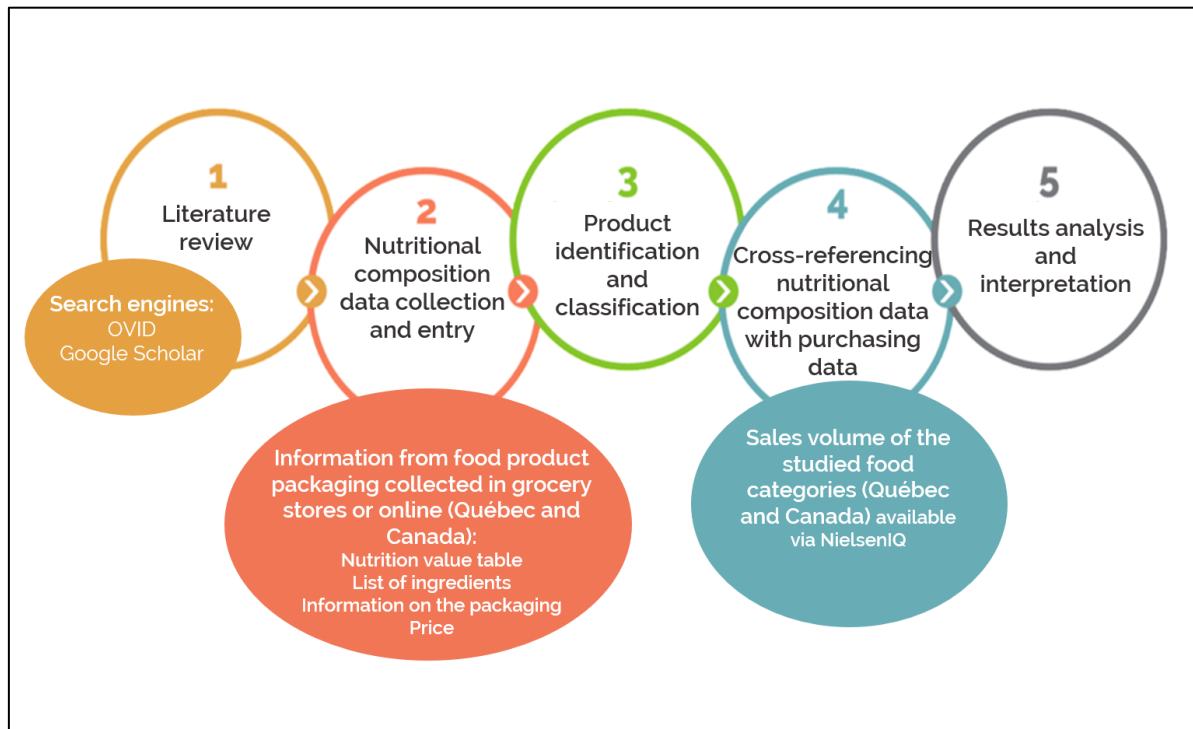 1
Literature
review
Search engines:
OVID
Google Scholar
2
Nutritional
composition
data collection
and entry
Information from food product
packaging collected in grocery
stores or online (Québec and
Canada):
Nutrition value table
List of ingredients
Information on the packaging
Price
3
Product
identification
and
classification
4
Cross-referencing
nutritional
composition data
with purchasing
data
Sales volume of the
studied food
categories (Québec
and Canada) available
via NielsenIQ
5
Results analysis
and
interpretation